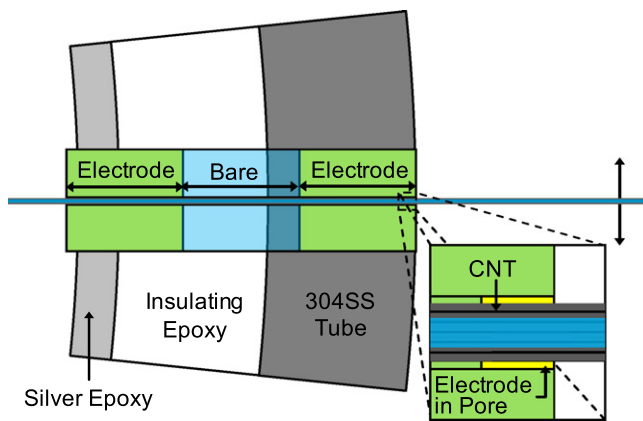 Electrode
Bare
Electrode
CNT
Insulating
Epoxy
304SS
Tube
Silver Epoxy
Electrode
in Pore